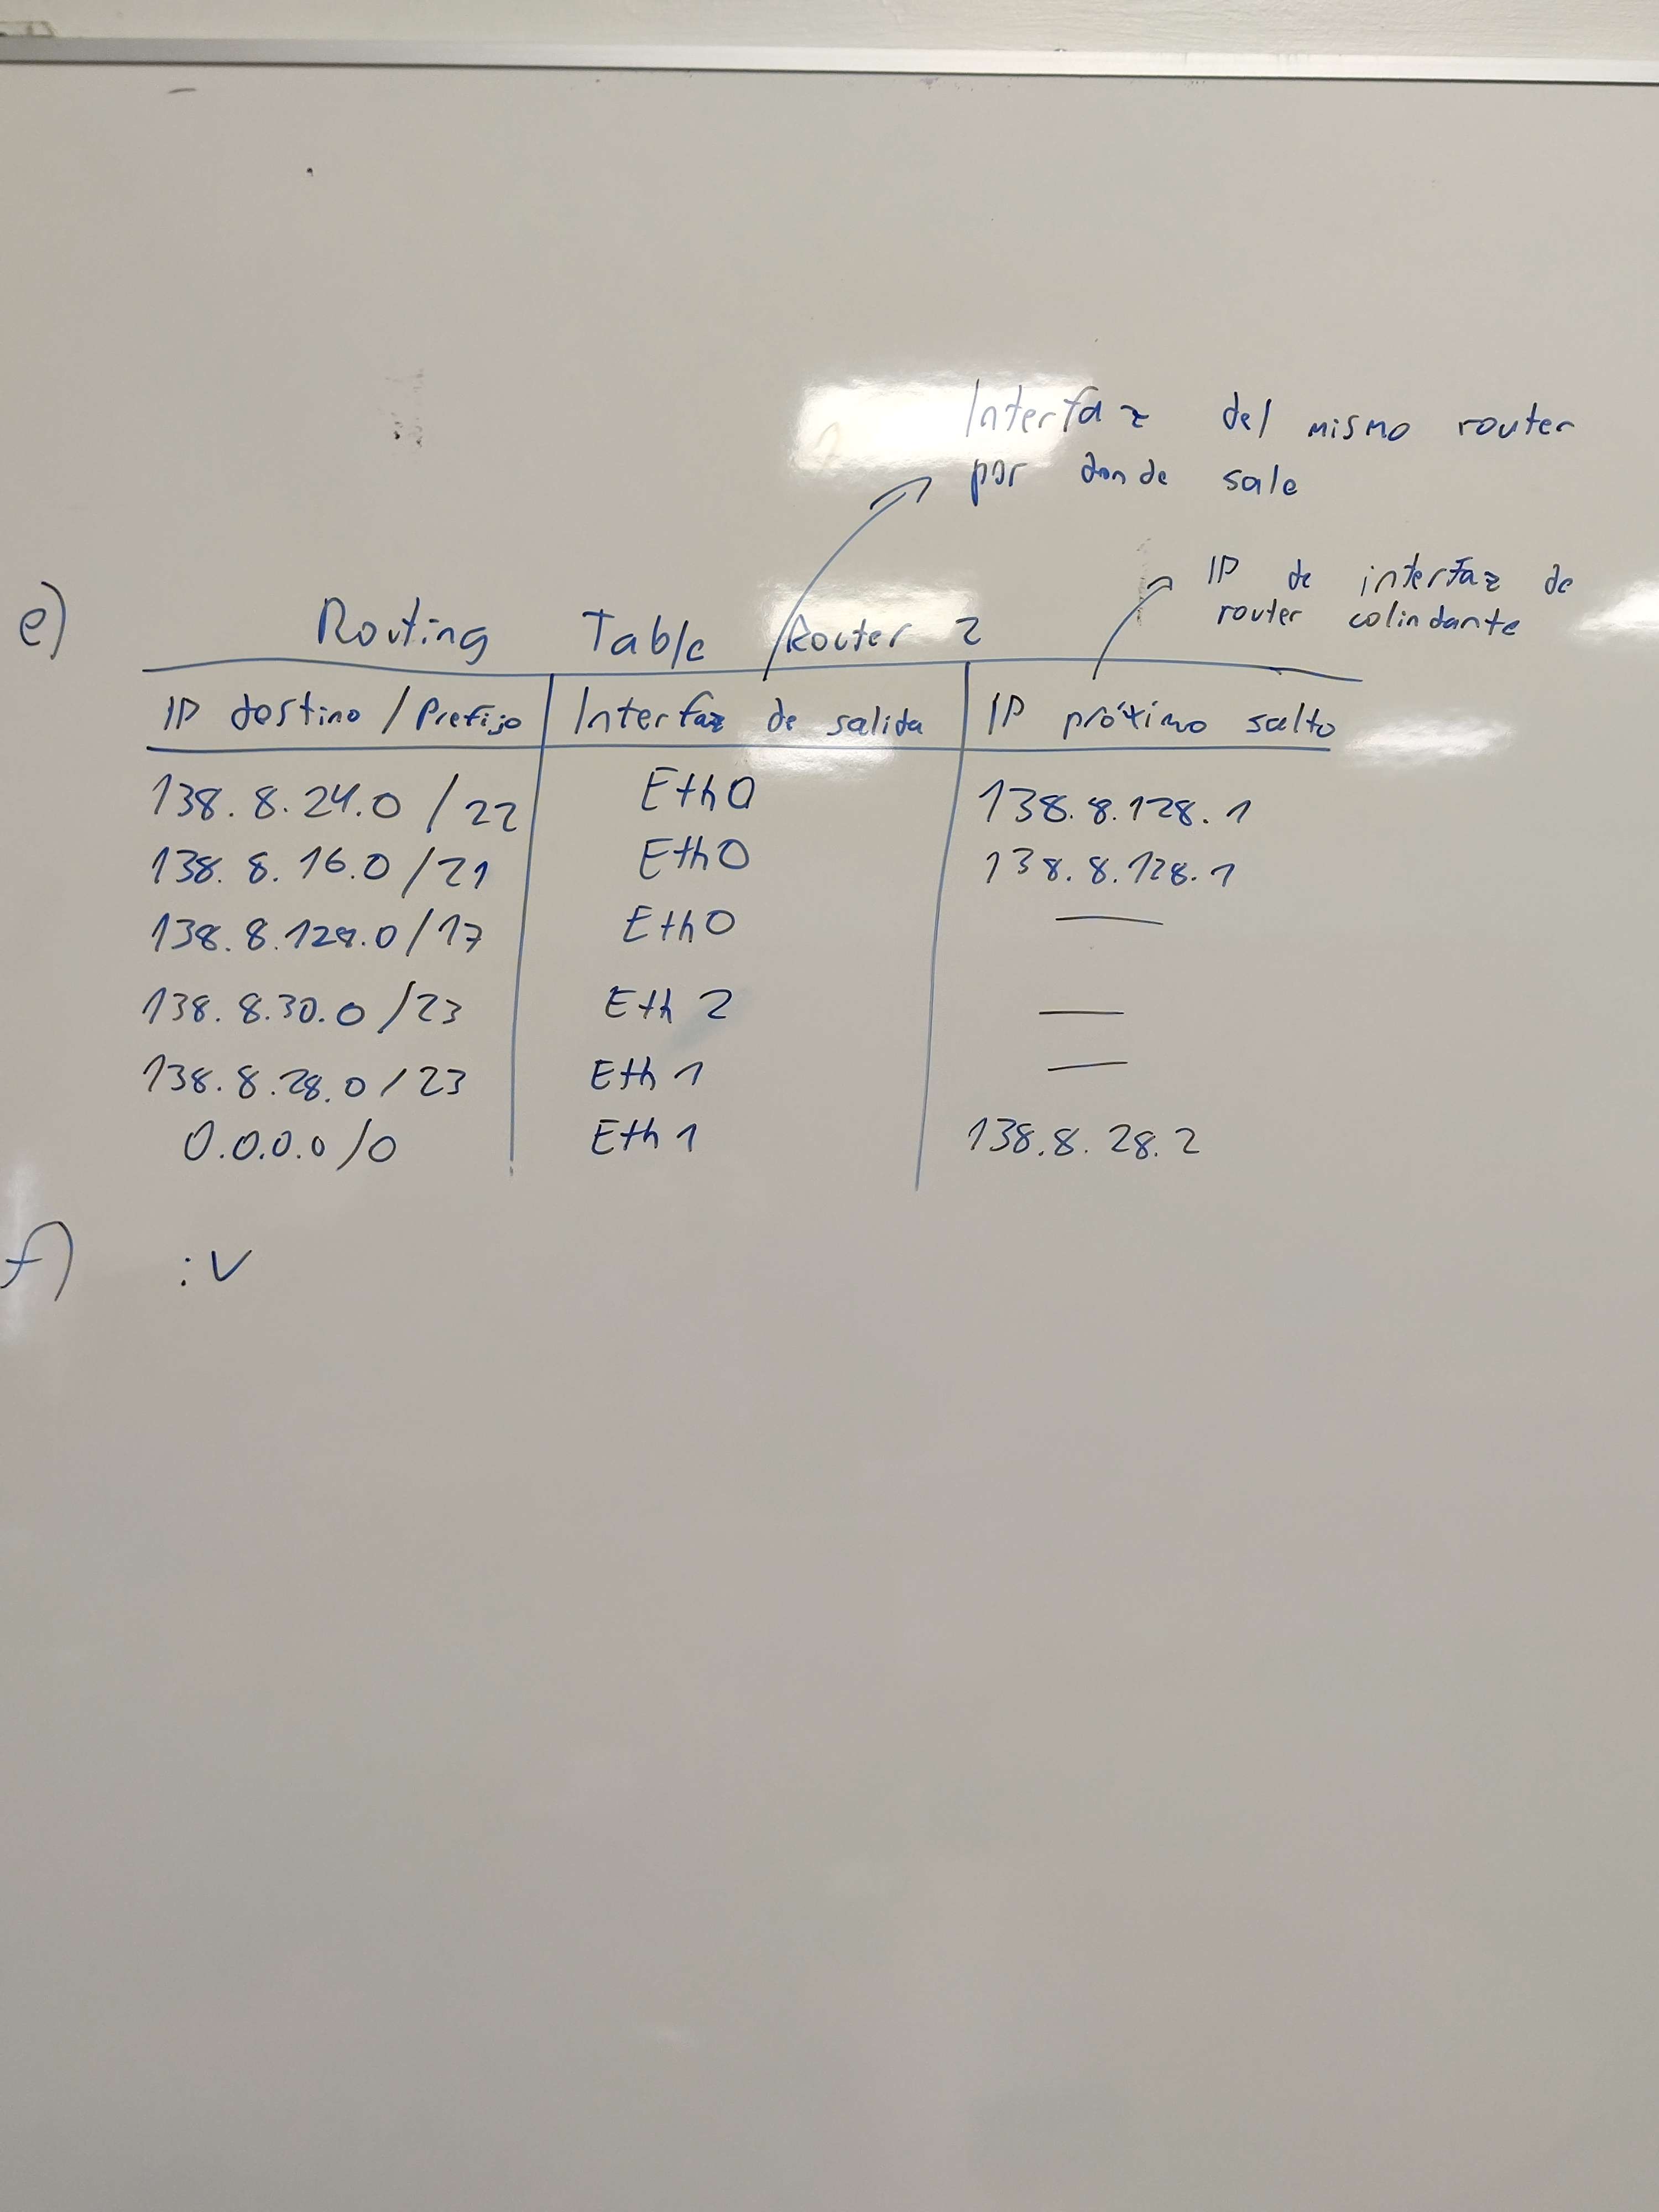 Interfaz del mismo router
por donde sale
IP de interfaz de
router colindante
e) Routing Table Router 2
IP destino / Prefijo | Interfaz de salida | IP próximo salto
138.8.24.0 /22 Eth0 138.8.128.1
138.8.16.0 /21 Eth0 138.8.128.1
138.8.128.0/17 Eth0 —
138.8.30.0 /23 Eth 2 —
138.8.28.0 / 23 Eth 1 —
0.0.0.0 /0 Eth 1 138.8.28.2
f) :V